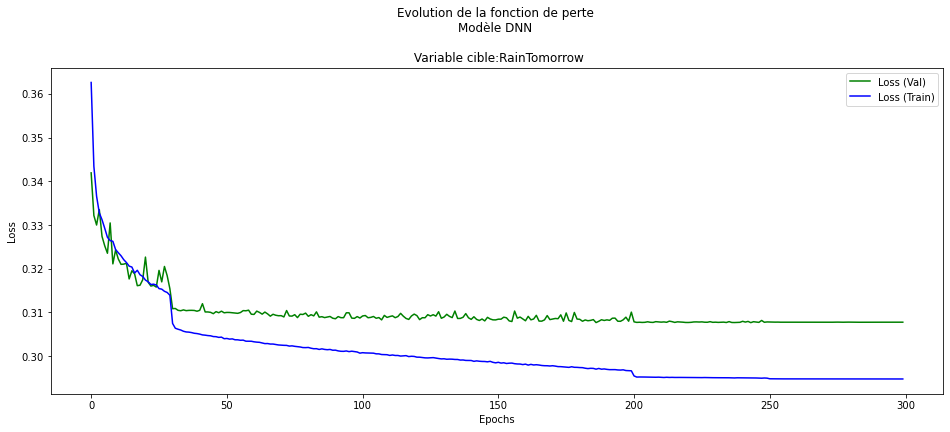 Evolution de la fonction de perte
Modèle DNN
Variable cible:RainTomorrow
Loss (Val)
Loss (Train)
0.36
0.35
0.34
0.33
0.32
0.31
0.30
Loss
0
50
100
150
200
250
300
Epochs